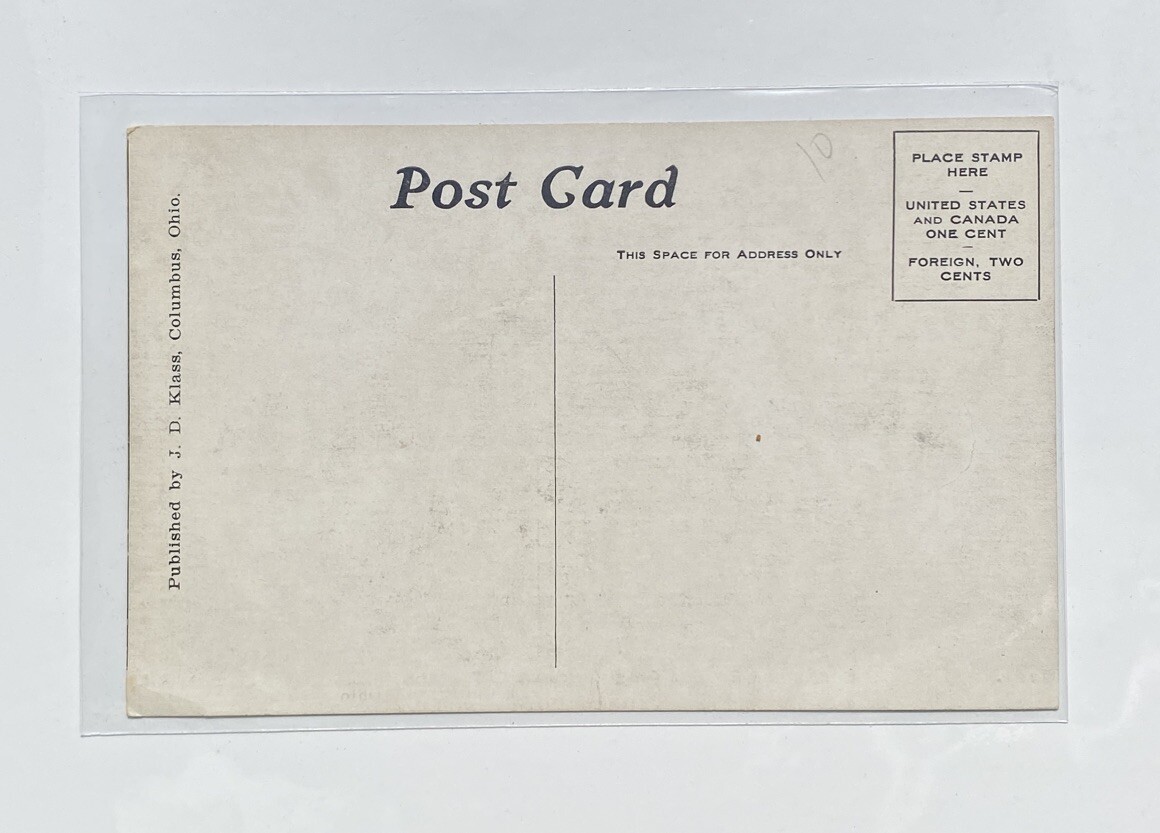 Post Card
10
PLACE STAMP
HERE
—
UNITED STATES
AND CANADA
ONE CENT
—
FOREIGN, TWO
CENTS
THIS SPACE FOR ADDRESS ONLY
Published by J. D. Klass, Columbus, Ohio.